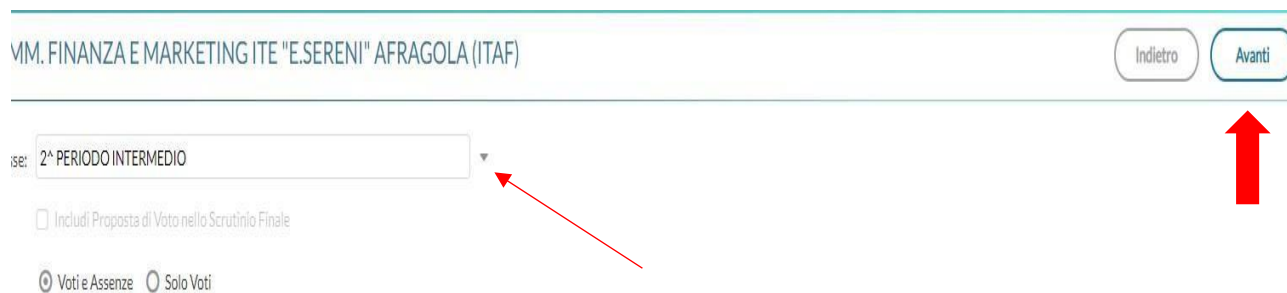 MM. FINANZA E MARKETING ITE "E.SERENI" AFRAGOLA (ITAF)
Indietro
Avanti
sse: 2^ PERIODO INTERMEDIO
Includi Proposta di Voto nello Scrutinio Finale
Voti e Assenze Solo Voti